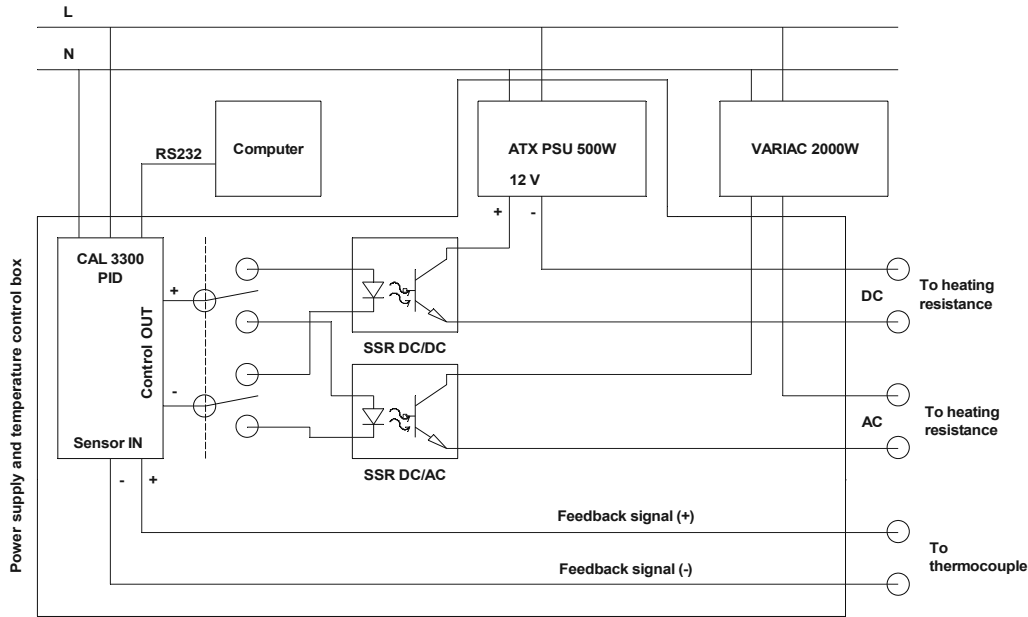 L
N
RS232
Computer
ATX PSU 500W
12 V
+
-
VARIAC 2000W
Power supply and temperature control box
CAL 3300
PID
Control OUT
+
-
Sensor IN
-
+
SSR DC/DC
SSR DC/AC
DC
To heating
resistance
AC
To heating
resistance
Feedback signal (+)
Feedback signal (-)
To
thermocouple